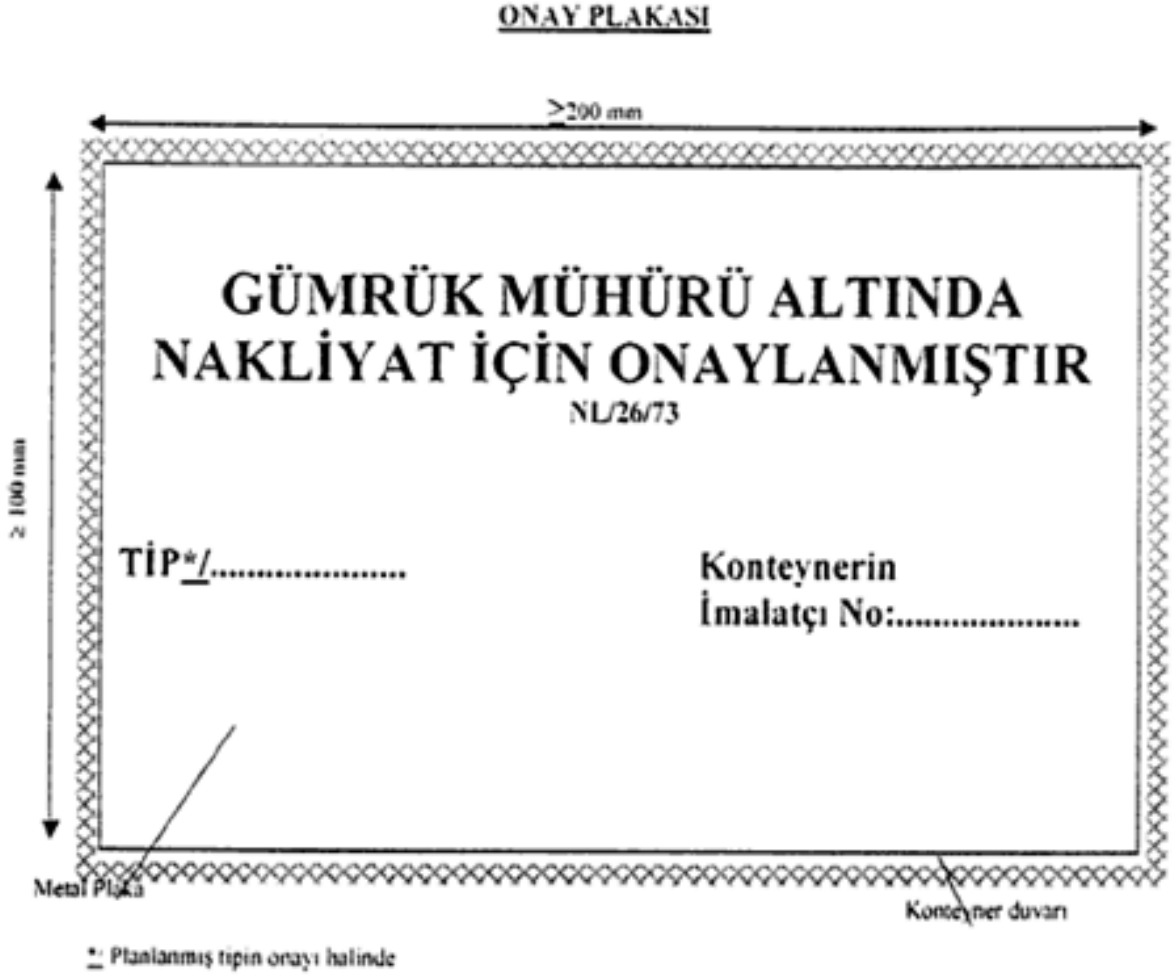 ONAY PLAKASI
≥200 mm
GÜMRÜK MÜHÜRÜ ALTINDA
NAKLİYAT İÇİN ONAYLANMIŞTIR
NL/26/73
≥ 100 mm
TİP*/.....................
Konteynerin
İmalatçı No:....................
Metal Plaka
Konteyner duvarı
*/ Planlanmış tipin onayı halinde